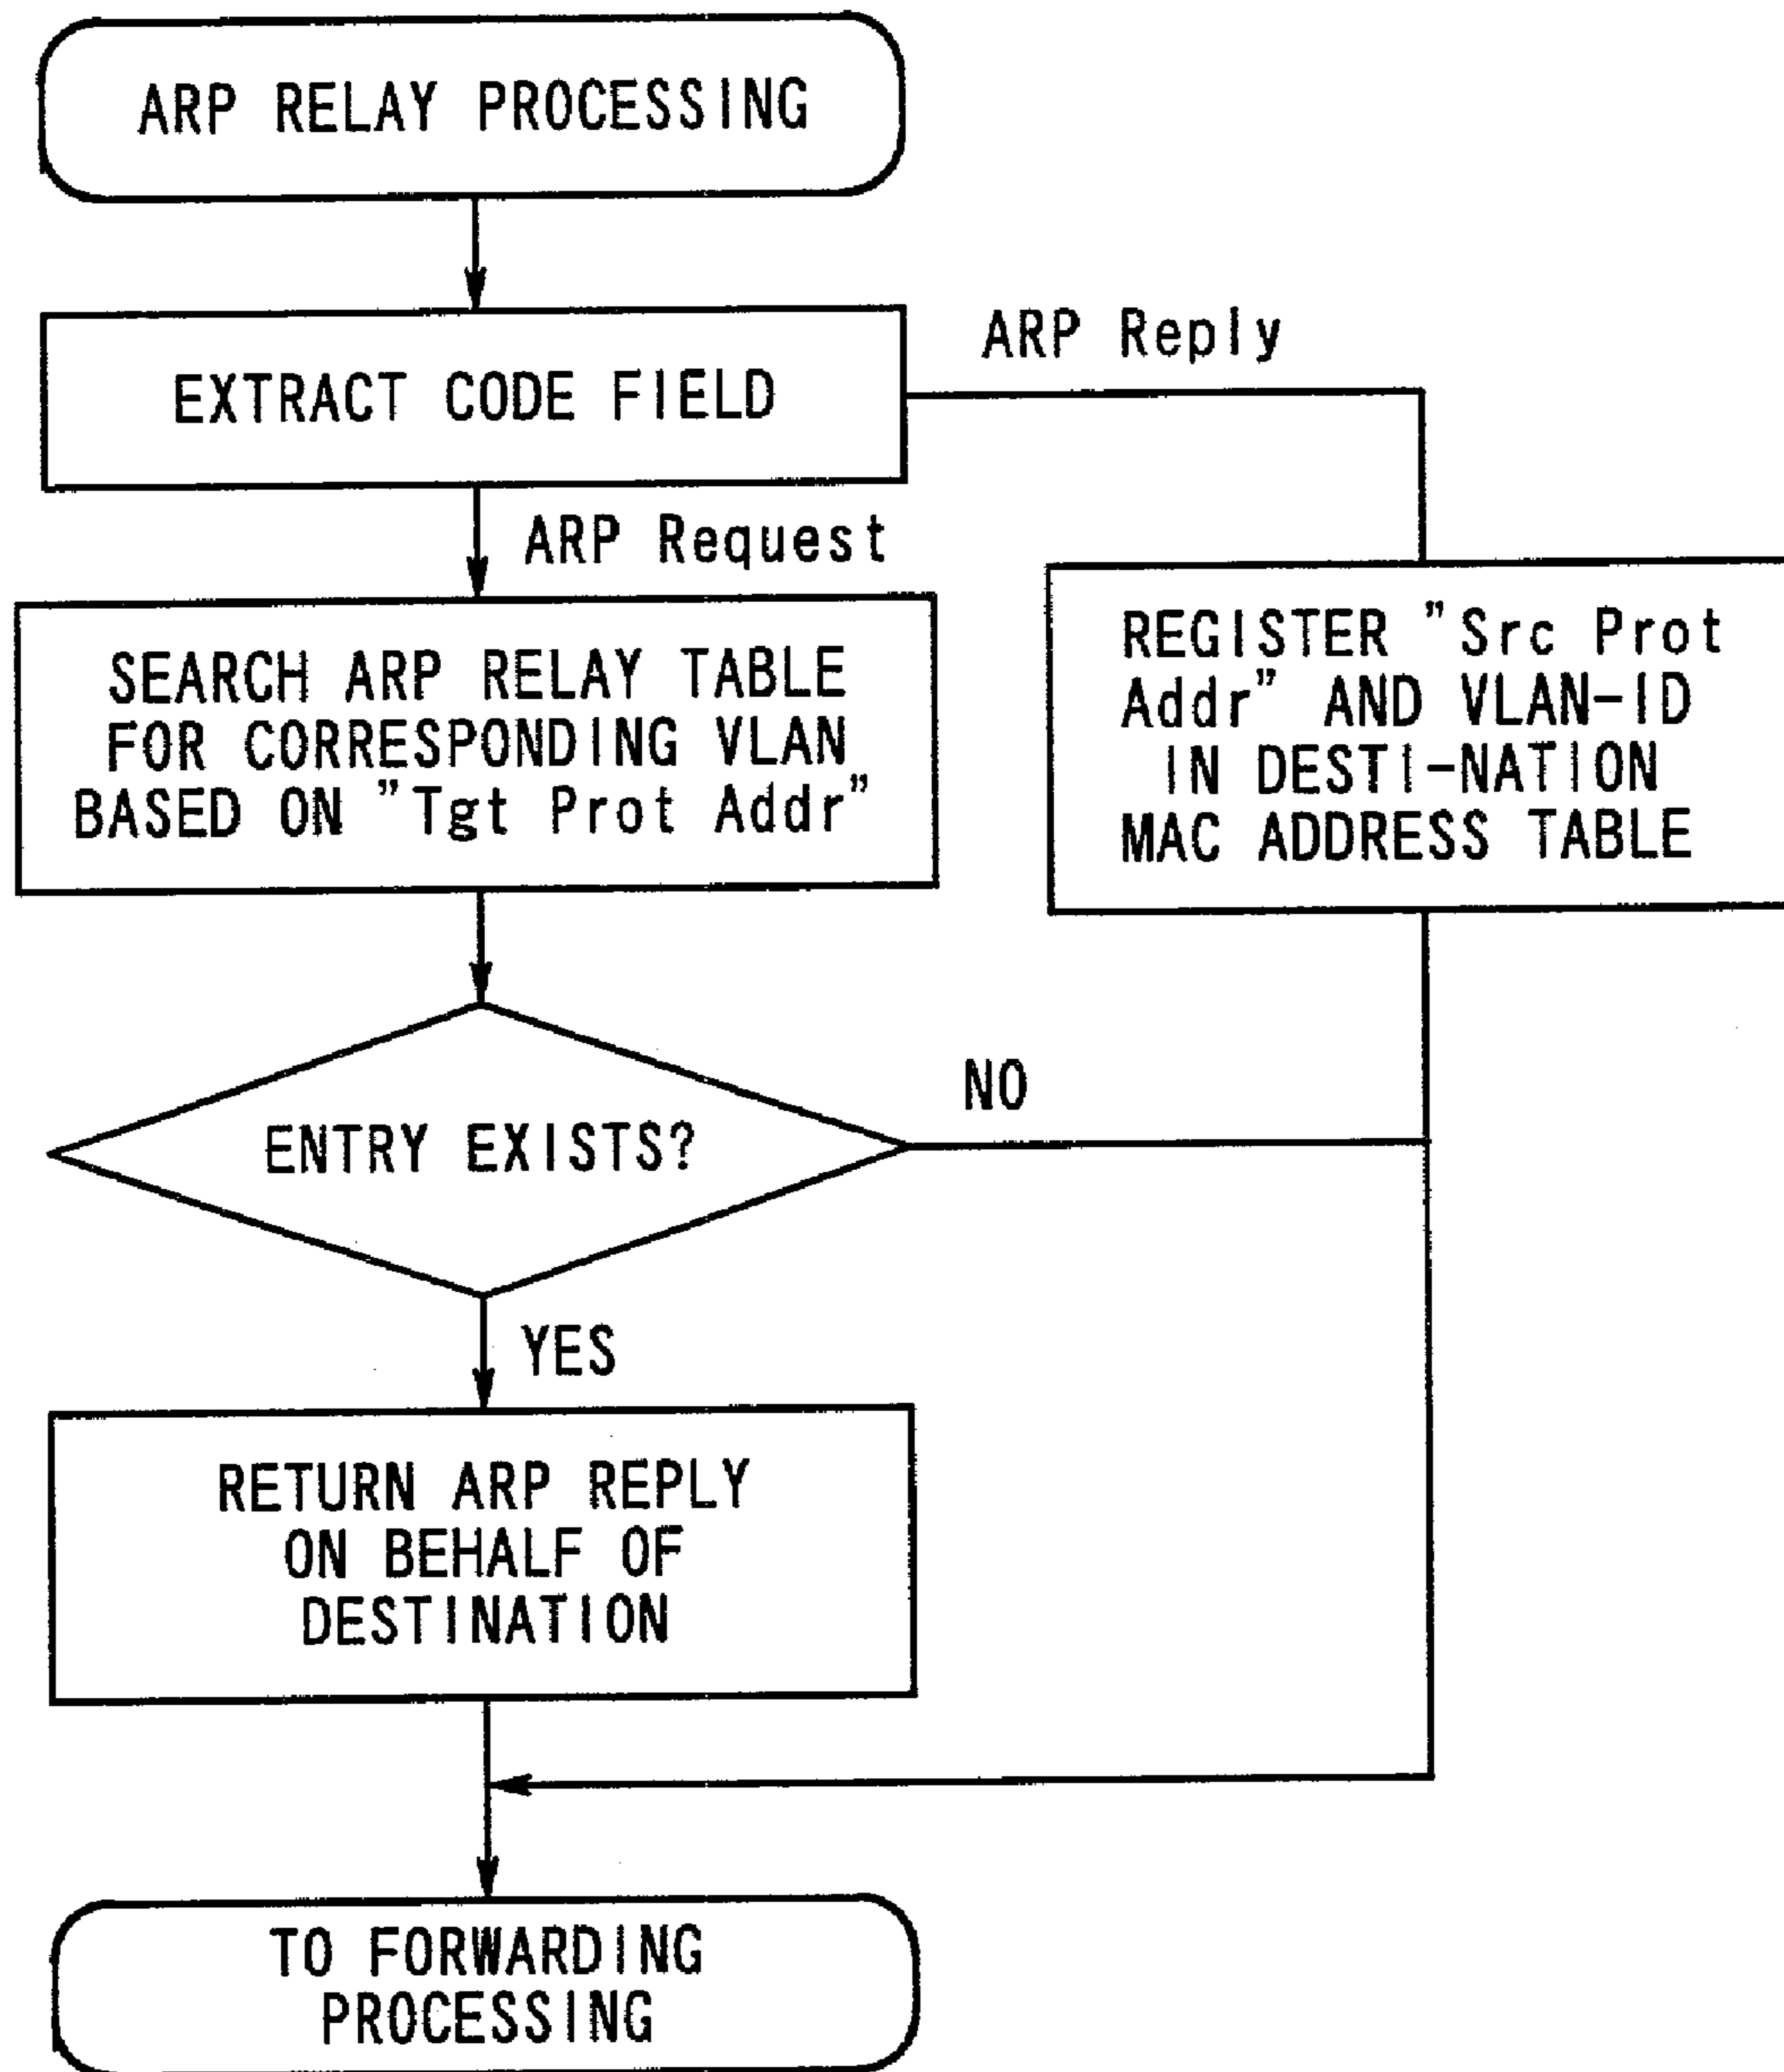 ARP RELAY PROCESSING
EXTRACT CODE FIELD
ARP Reply
ARP Request
SEARCH ARP RELAY TABLE
FOR CORRESPONDING VLAN
BASED ON "Tgt Prot Addr"
REGISTER "Src Prot
Addr" AND VLAN-ID
IN DESTI-NATION
MAC ADDRESS TABLE
ENTRY EXISTS?
NO
YES
RETURN ARP REPLY
ON BEHALF OF
DESTINATION
TO FORWARDING
PROCESSING